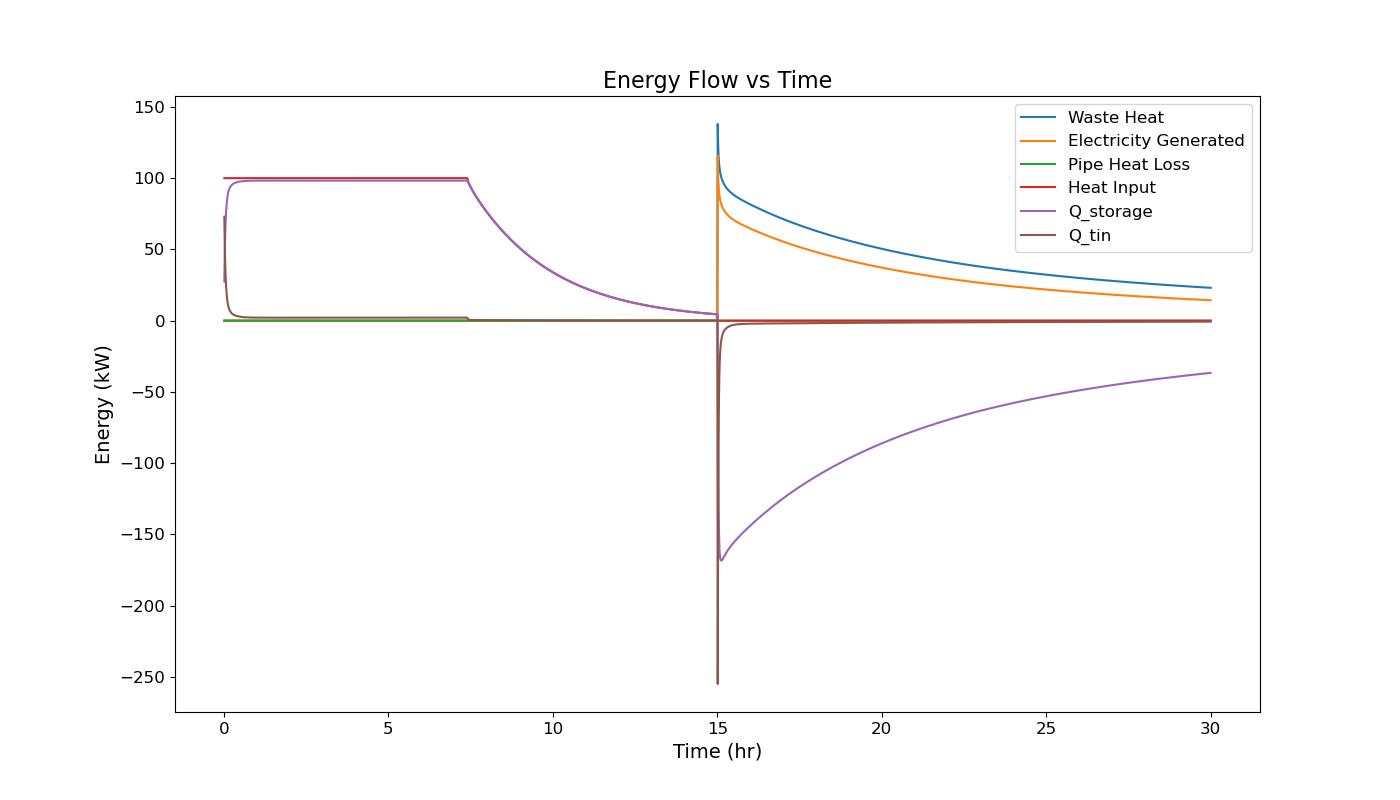 Energy Flow vs Time
Energy (kW)
150
100
50
0
−50
−100
−150
−200
−250
Waste Heat
Electricity Generated
Pipe Heat Loss
Heat Input
Q_storage
Q_tin
0 5 10 15 20 25 30
Time (hr)